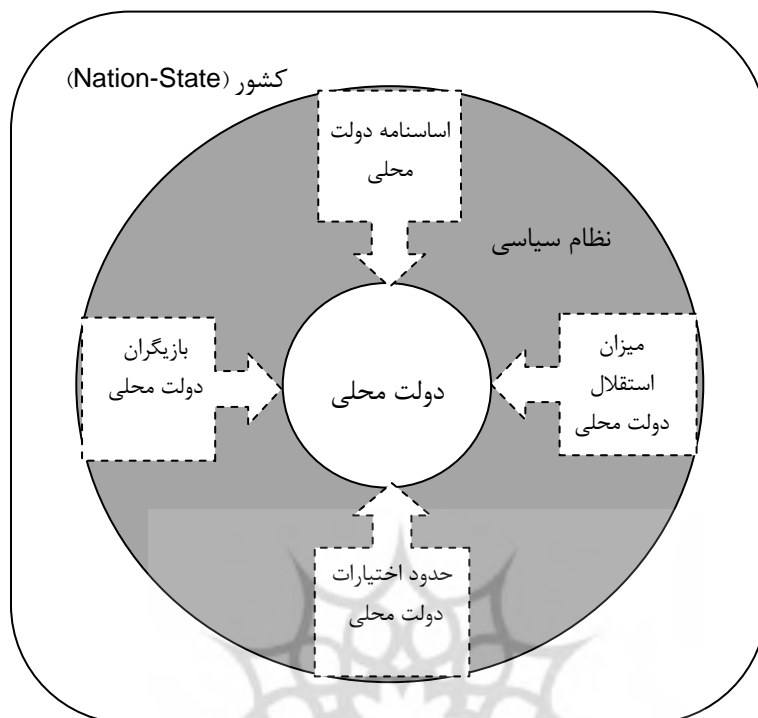 کشور (Nation-State)
اساسنامه دولت
محلی
نظام سیاسی
میزان
استقلال
دولت محلی
دولت محلی
بازیگران
دولت محلی
حدود اختیارات
دولت محلی